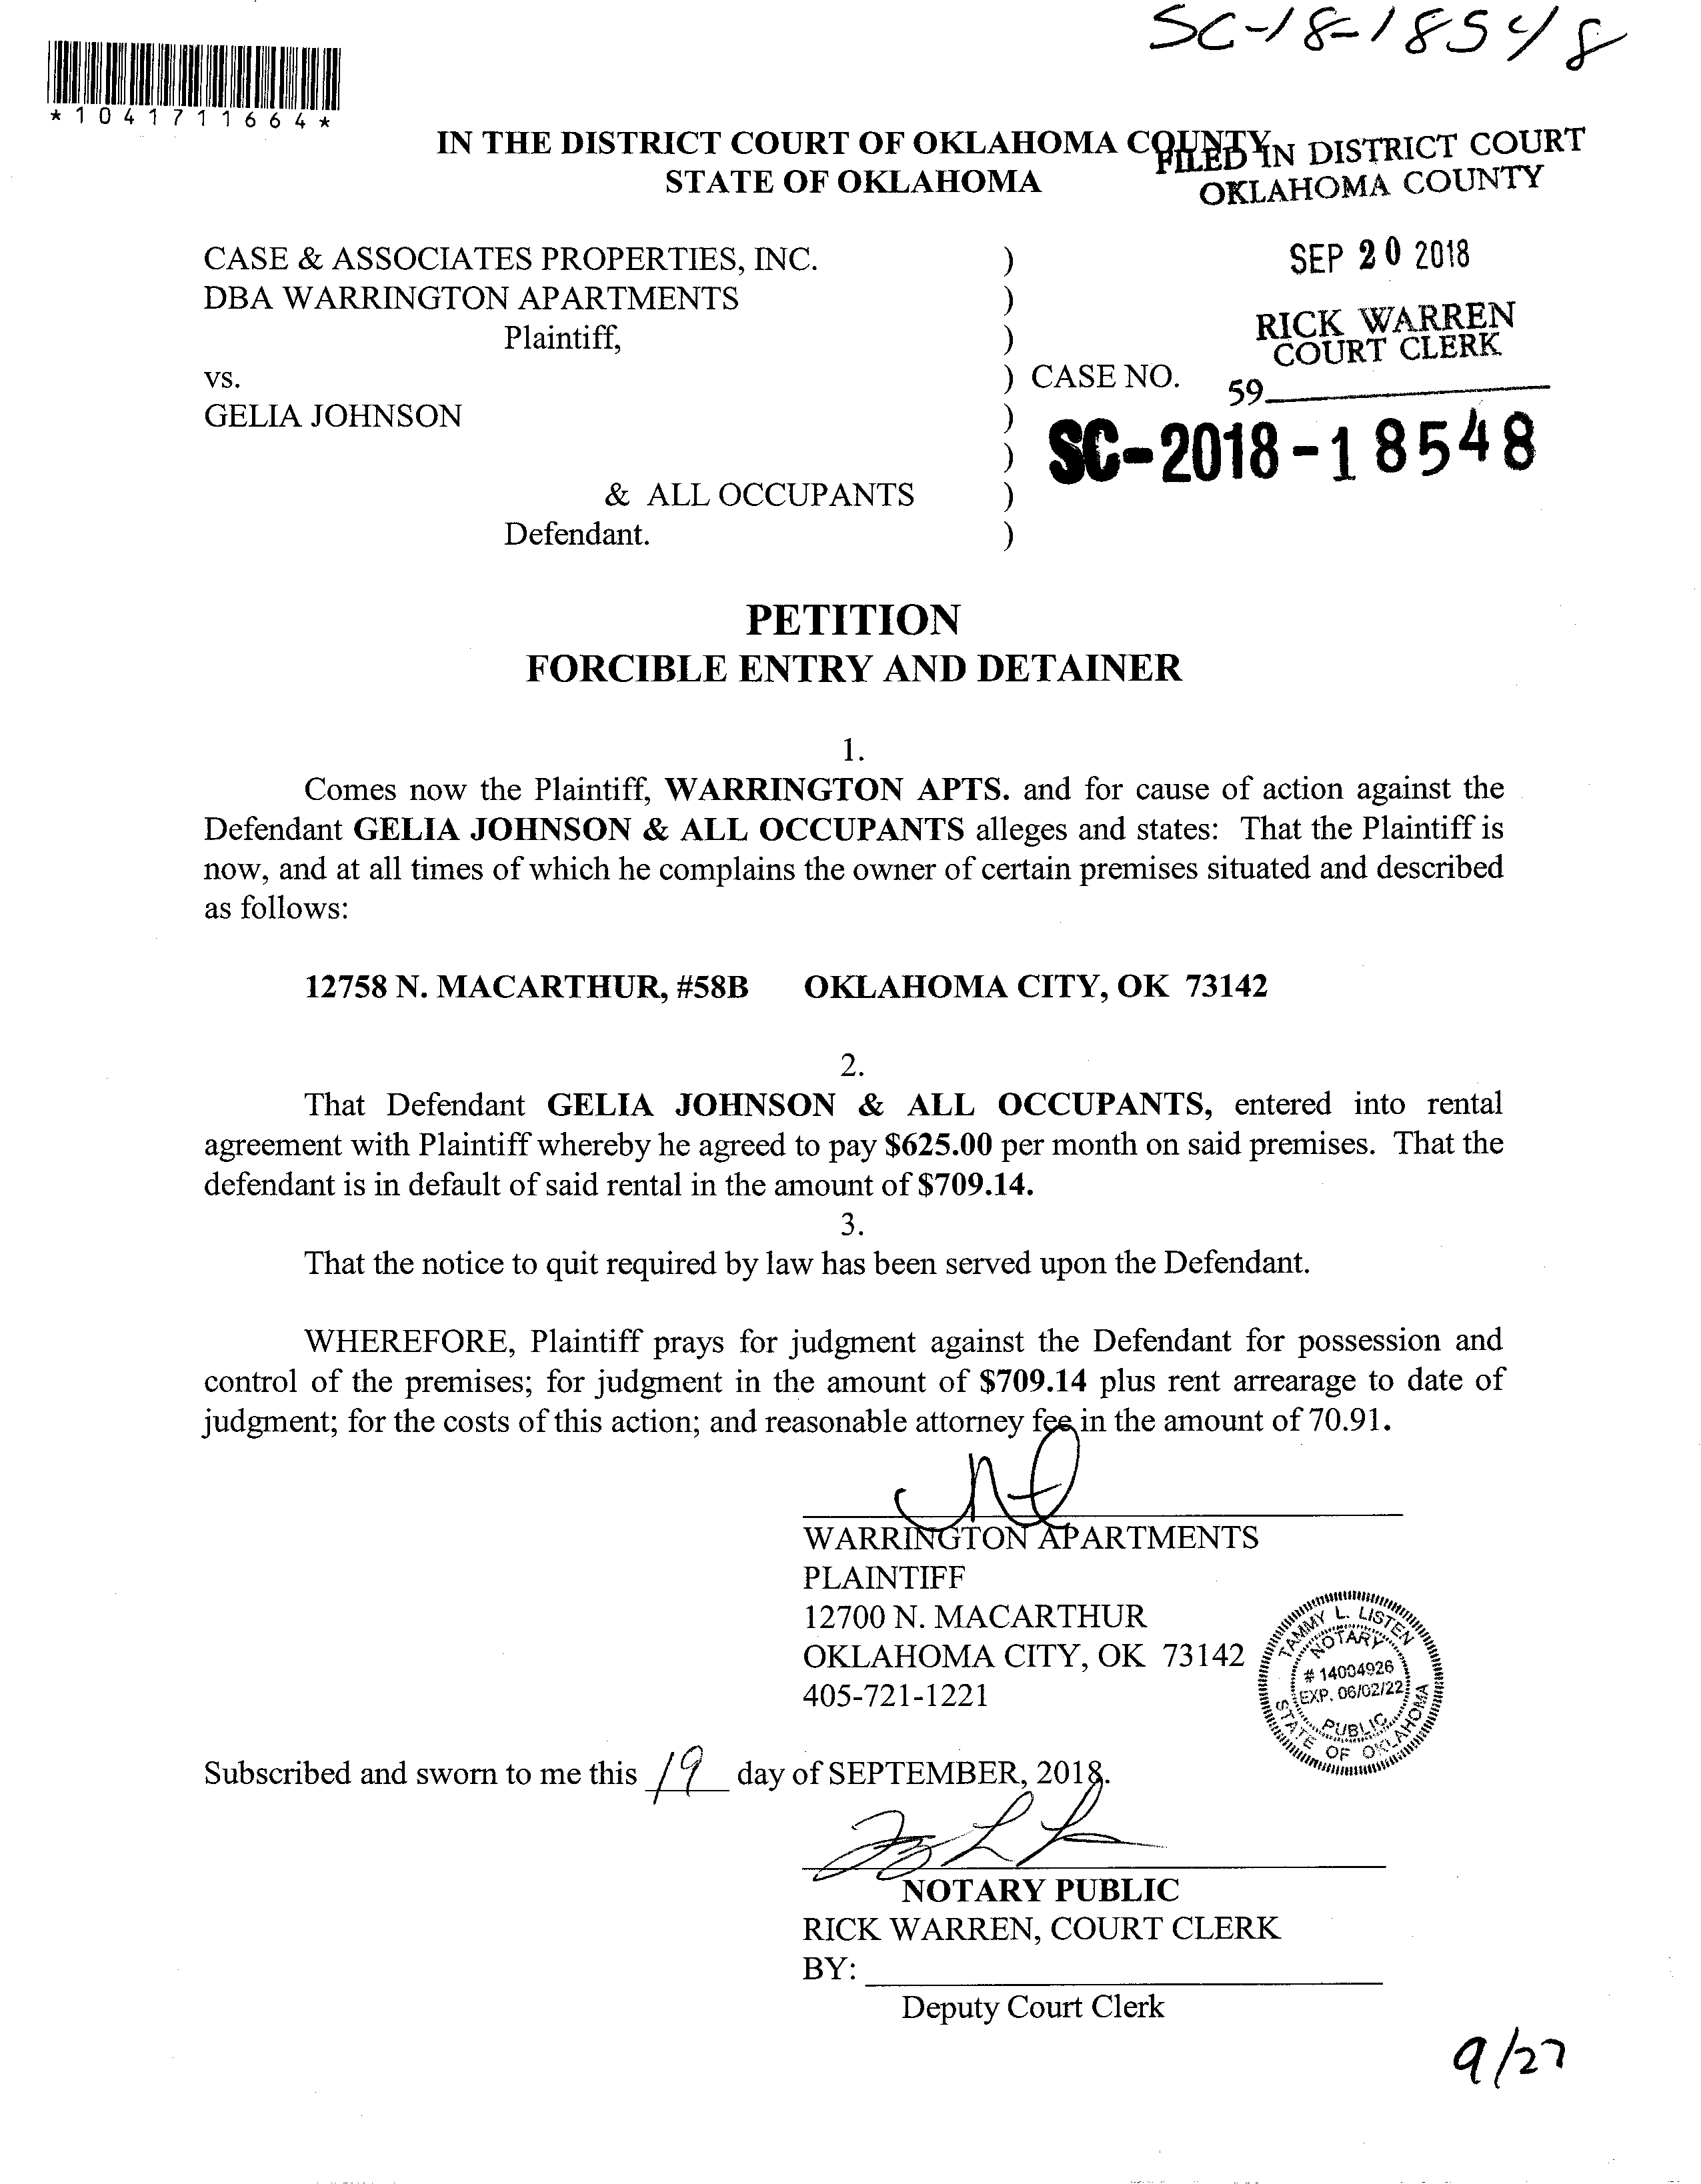 SC-18-18548
*1041711664*
IN THE DISTRICT COURT OF OKLAHOMA COUNTY
STATE OF OKLAHOMA
FILED IN DISTRICT COURT
OKLAHOMA COUNTY
SEP 20 2018
RICK WARREN
COURT CLERK
59
CASE & ASSOCIATES PROPERTIES, INC. )
DBA WARRINGTON APARTMENTS )
Plaintiff, )
vs. ) CASE NO.
GELIA JOHNSON )
) SC-2018-18548
& ALL OCCUPANTS )
Defendant. )
PETITION
FORCIBLE ENTRY AND DETAINER
1.
Comes now the Plaintiff, WARRINGTON APTS. and for cause of action against the
Defendant GELIA JOHNSON & ALL OCCUPANTS alleges and states: That the Plaintiff is
now, and at all times of which he complains the owner of certain premises situated and described
as follows:
12758 N. MACARTHUR, #58B OKLAHOMA CITY, OK 73142
2.
That Defendant GELIA JOHNSON & ALL OCCUPANTS, entered into rental
agreement with Plaintiff whereby he agreed to pay $625.00 per month on said premises. That the
defendant is in default of said rental in the amount of $709.14.
3.
That the notice to quit required by law has been served upon the Defendant.
WHEREFORE, Plaintiff prays for judgment against the Defendant for possession and
control of the premises; for judgment in the amount of $709.14 plus rent arrearage to date of
judgment; for the costs of this action; and reasonable attorney fee in the amount of 70.91.
WARRINGTON APARTMENTS
PLAINTIFF
12700 N. MACARTHUR
OKLAHOMA CITY, OK 73142
405-721-1221
TAMMY L. LISTEN
NOTARY
# 14004926
EXP. 06/02/22
PUBLIC
STATE OF OKLAHOMA
Subscribed and sworn to me this 19 day of SEPTEMBER, 2018.
NOTARY PUBLIC
RICK WARREN, COURT CLERK
BY:
Deputy Court Clerk
9/27